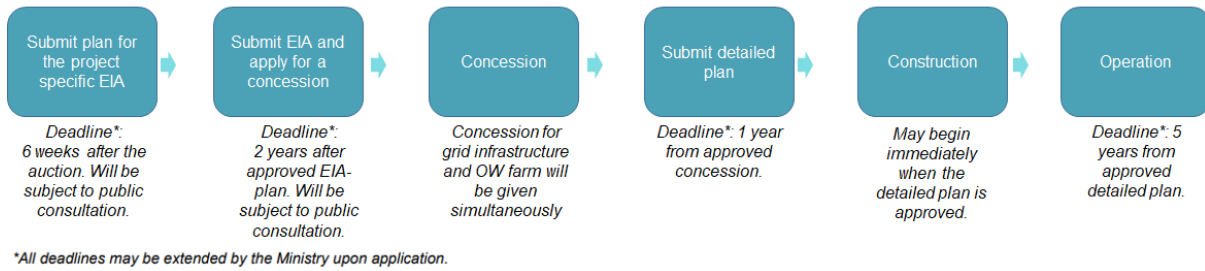 Submit plan for
the project
specific EIA
Submit EIA and
apply for a
concession
Concession
Submit detailed
plan
Construction
Operation
Deadline*:
6 weeks after the
auction. Will be
subject to public
consultation.
Deadline*:
2 years after
approved EIA-
plan. Will be
subject to public
consultation.
Concession for
grid infrastructure
and OW farm will
be given
simultaneously
Deadline*: 1 year
from approved
concession.
May begin
immediately
when the
detailed plan is
approved.
Deadline*: 5
years from
approved
detailed plan.
*All deadlines may be extended by the Ministry upon application.